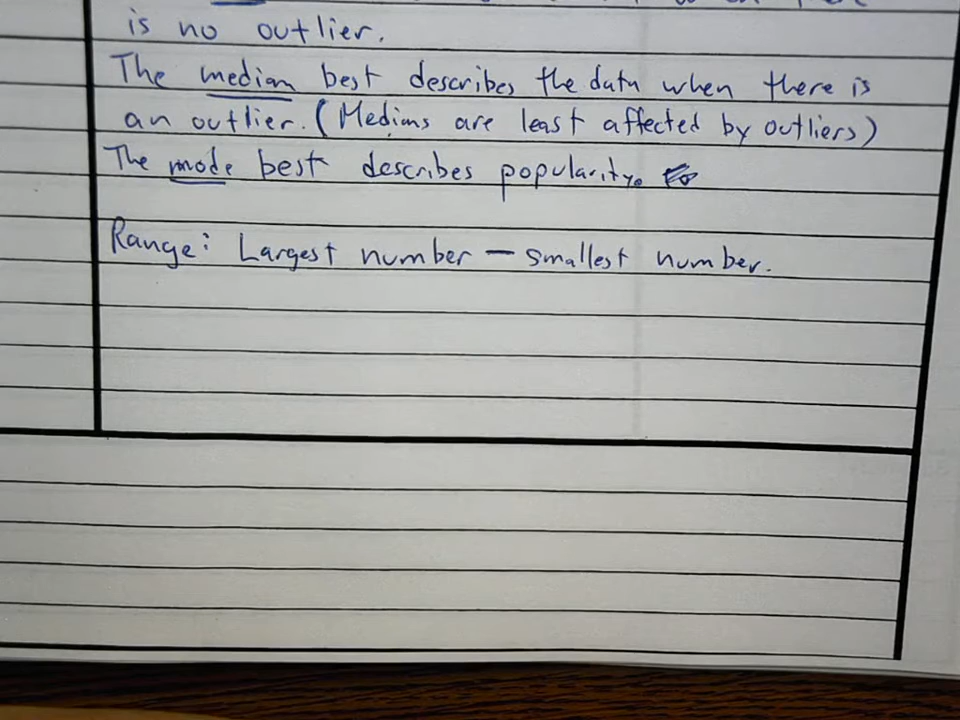 is no outlier.
The median best describes the data when there is
an outlier. (Medians are least affected by outliers)
The mode best describes popularity.
Range: Largest number – smallest number.